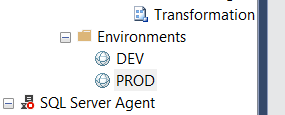 Transformation
Environments
DEV
PROD
SQL Server Agent